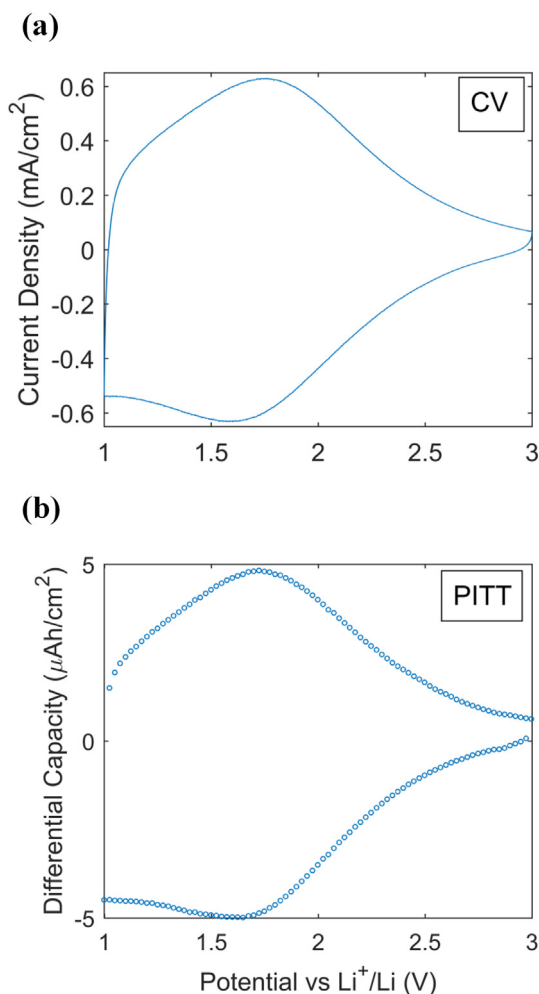 (a)
CV
Current Density (mA/cm²)
0.6
0.4
0.2
0
-0.2
-0.4
-0.6
1 1.5 2 2.5 3
(b)
PITT
Differential Capacity (μAh/cm²)
5
0
-5
1 1.5 2 2.5 3
Potential vs Li⁺/Li (V)